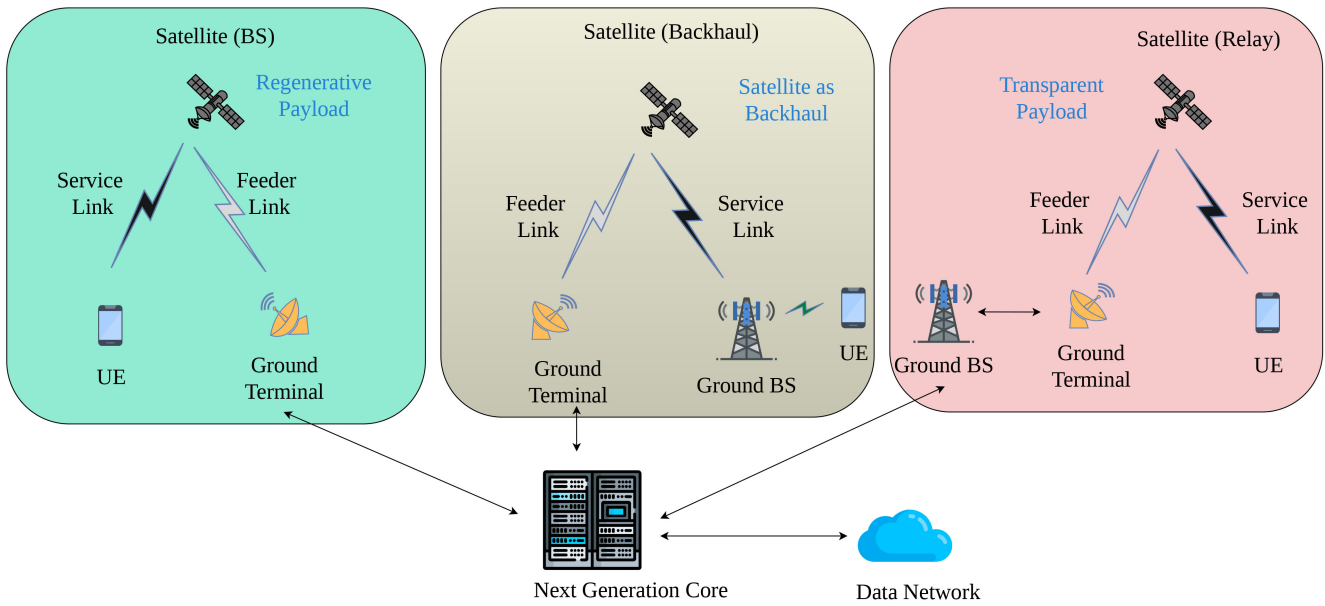 Satellite (BS)
Regenerative
Payload
Service
Link
Feeder
Link
UE
Ground
Terminal
Satellite (Backhaul)
Satellite as
Backhaul
Feeder
Link
Service
Link
Ground
Terminal
Ground BS
UE
Satellite (Relay)
Transparent
Payload
Feeder
Link
Service
Link
Ground BS
Ground
Terminal
UE
Next Generation Core
Data Network